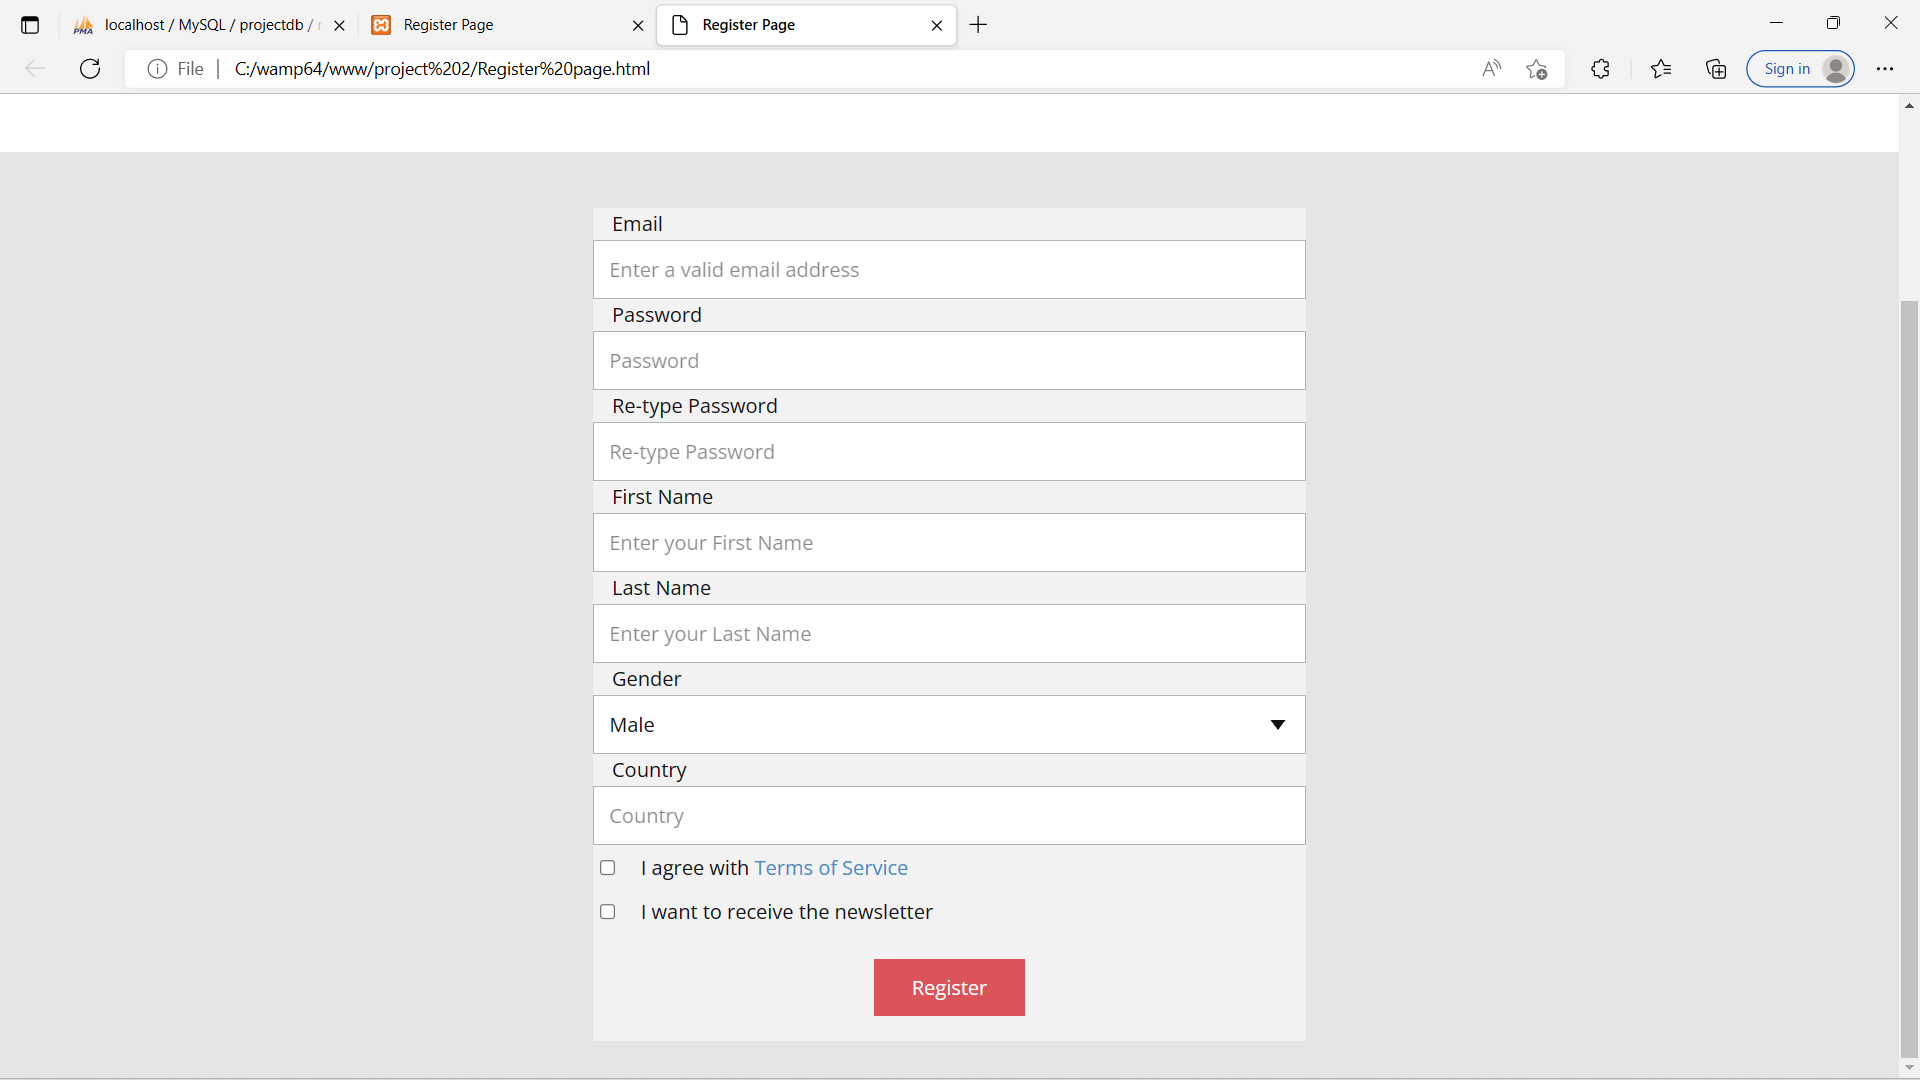 localhost / MySQL / projectdb /
Register Page
Register Page
File
C:/wamp64/www/project%202/Register%20page.html
Sign in
Email
Enter a valid email address
Password
Password
Re-type Password
Re-type Password
First Name
Enter your First Name
Last Name
Enter your Last Name
Gender
Male
Country
Country
I agree with Terms of Service
I want to receive the newsletter
Register